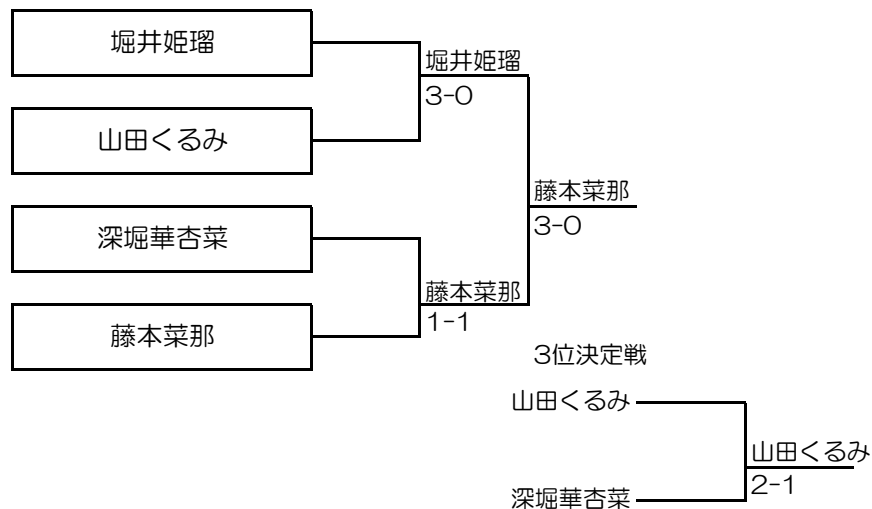 堀井姫瑠
山田くるみ
深堀華杏菜
藤本菜那
堀井姫瑠
3-0
藤本菜那
1-1
藤本菜那
3-0
3位決定戦
山田くるみ
深堀華杏菜
山田くるみ
2-1